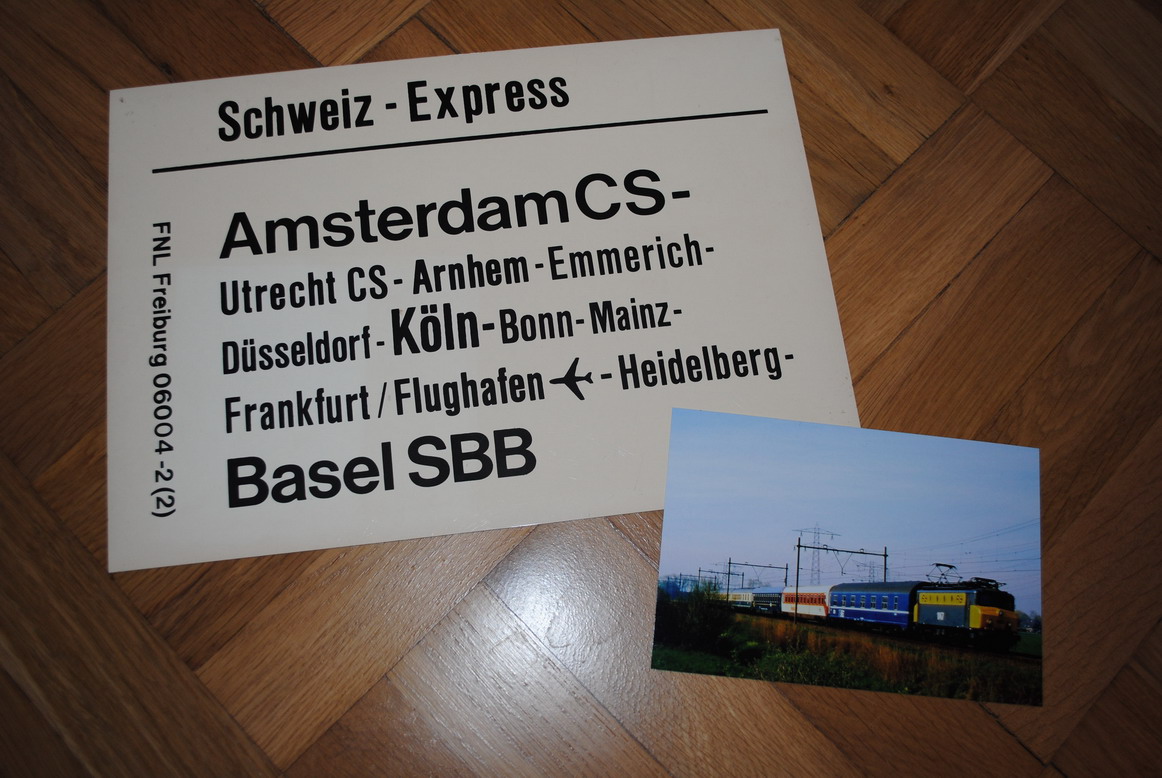 Schweiz - Express
Amsterdam CS-
Utrecht CS - Arnhem - Emmerich-
Düsseldorf - Köln - Bonn - Mainz-
Frankfurt / Flughafen - Heidelberg-
Basel SBB
FNL Freiburg 06004 -2 (2)